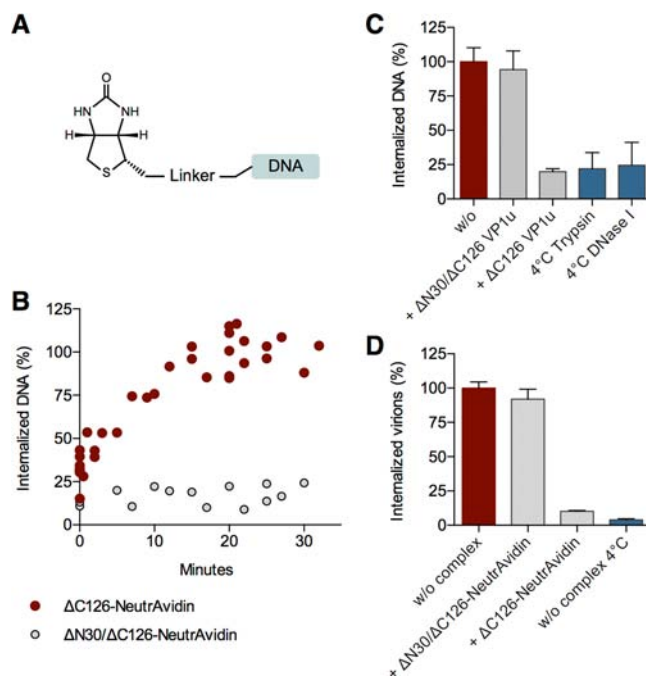 A
O
HN
NH
H
H
S
Linker
DNA
B
Internalized DNA (%)
125
100
75
50
25
0
0
10
20
30
Minutes
ΔC126-NeutrAvidin
ΔN30/ΔC126-NeutrAvidin
C
Internalized DNA (%)
125
100
75
50
25
0
w/o
+ ΔN30/ΔC126 VP1u
+ ΔC126 VP1u
4°C Trypsin
4°C DNase I
D
Internalized virions (%)
125
100
75
50
25
0
w/o complex
+ ΔN30/ΔC126-NeutrAvidin
+ ΔC126-NeutrAvidin
w/o complex 4°C